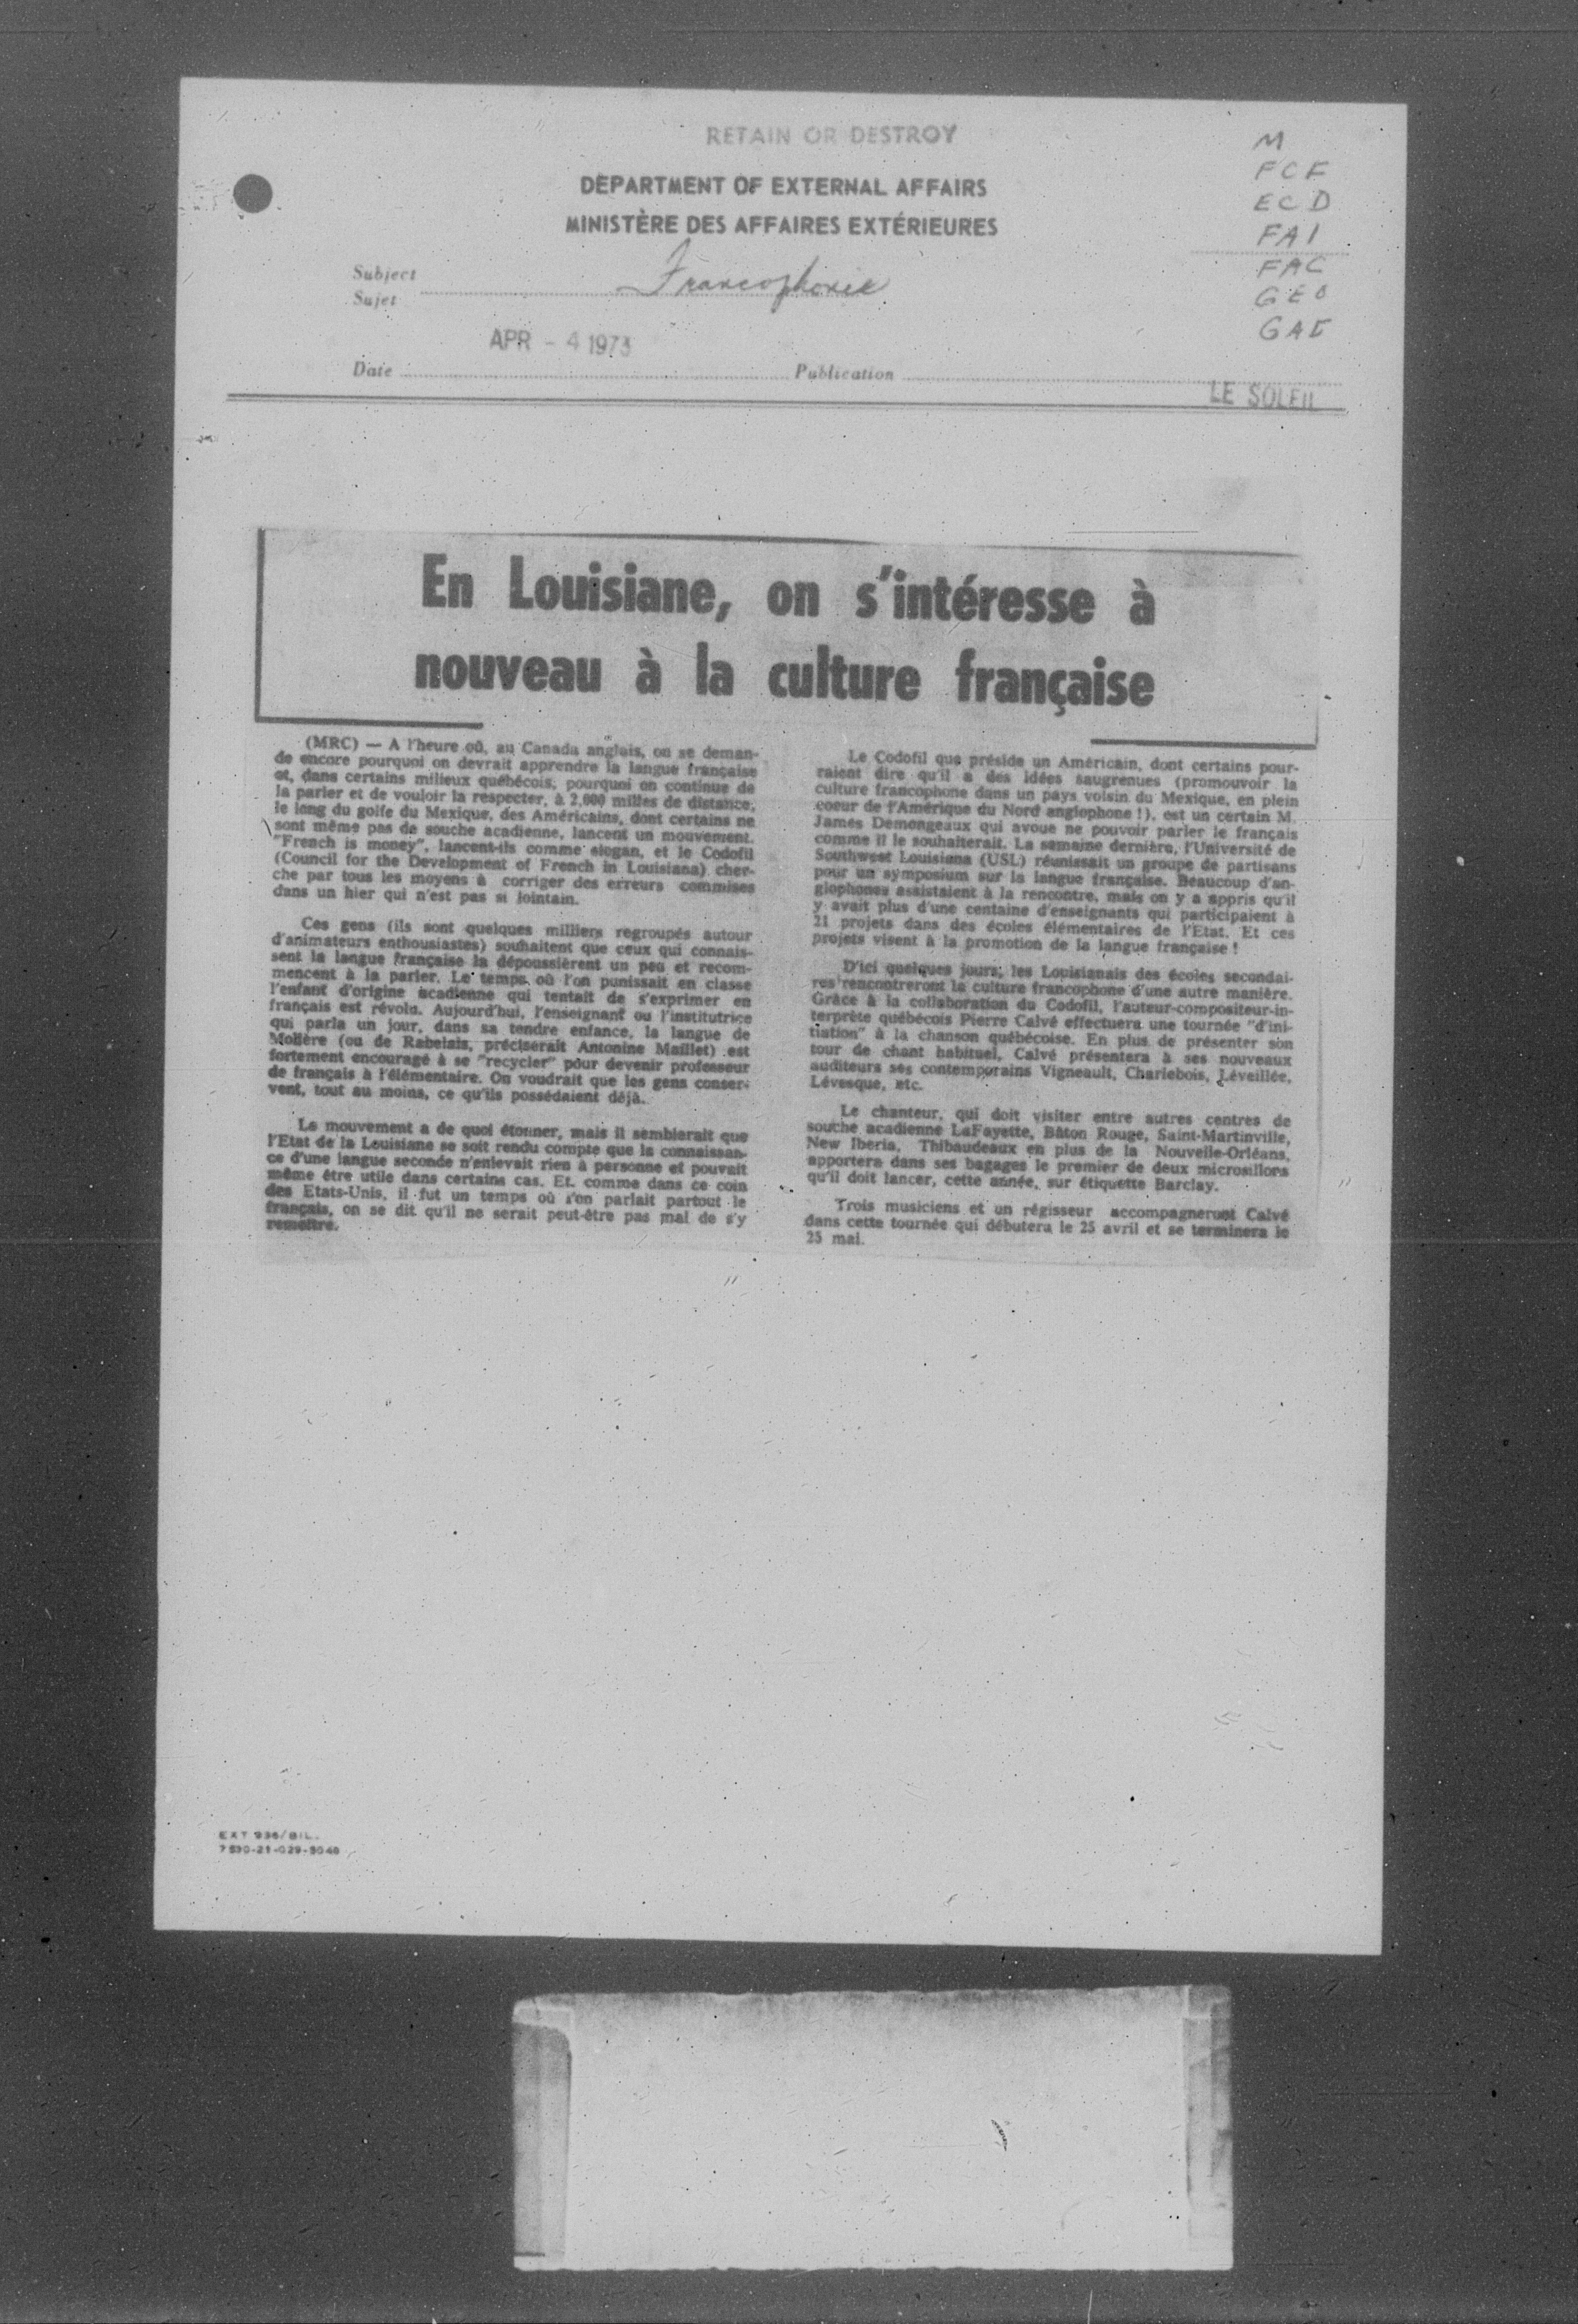 RETAIN OR DESTROY
DEPARTMENT OF EXTERNAL AFFAIRS
MINISTÈRE DES AFFAIRES EXTÉRIEURES
M
FCF
ECD
FAI
FAC
GEO
GAI
Subject
Sujet
Francophonie
APR - 4 1973
Date
Publication
LE SOLEIL
En Louisiane, on s'intéresse à
nouveau à la culture française
(MRC) — A l'heure où, au Canada anglais, on se deman-
de encore pourquoi on devrait apprendre la langue française
et, dans certains milieux québécois, pourquoi on continue de
la parler et de vouloir la respecter, à 2,000 milles de distance,
le long du golfe du Mexique, des Américains, dont certains ne
sont même pas de souche acadienne, lancent un mouvement.
"French is money", lancent-ils comme slogan, et le Codofil
(Council for the Development of French in Louisiana) cher-
che par tous les moyens à corriger des erreurs commises
dans un hier qui n'est pas si lointain.
Ces gens (ils sont quelques milliers regroupés autour
d'animateurs enthousiastes) souhaitent que ceux qui connais-
sent la langue française la dépoussièrent un peu et recom-
mencent à la parler. Le temps où l'on punissait en classe
l'enfant d'origine acadienne qui tentait de s'exprimer en
français est révolu. Aujourd'hui, l'enseignant ou l'institutrice
qui parla un jour, dans sa tendre enfance, la langue de
Molière (ou de Rabelais, préciserait Antonine Maillet) est
fortement encouragé à se "recycler" pour devenir professeur
de français à l'élémentaire. On voudrait que les gens conser-
vent, tout au moins, ce qu'ils possédaient déjà.
Le mouvement a de quoi étonner, mais il semblerait que
l'Etat de la Louisiane se soit rendu compte que la connaissan-
ce d'une langue seconde n'enlevait rien à personne et pouvait
même être utile dans certains cas. Et comme dans ce coin
des Etats-Unis, il fut un temps où l'on parlait partout le
français, on se dit qu'il ne serait peut-être pas mal de s'y
remettre.
Le Codofil que préside un Américain, dont certains pour-
raient dire qu'il a des idées saugrenues (promouvoir la
culture francophone dans un pays voisin du Mexique, en plein
coeur de l'Amérique du Nord anglophone !), est un certain M.
James Demongeaux qui avoue ne pouvoir parler le français
comme il le souhaiterait. La semaine dernière, l'Université de
Southwest Louisiana (USL) réunissait un groupe de partisans
pour un symposium sur la langue française. Beaucoup d'an-
glophones assistaient à la rencontre, mais on y a appris qu'il
y avait plus d'une centaine d'enseignants qui participaient à
21 projets dans des écoles élémentaires de l'Etat. Et ces
projets visent à la promotion de la langue française !
D'ici quelques jours, les Louisianais des écoles secondai-
res rencontreront la culture francophone d'une autre manière.
Grâce à la collaboration du Codofil, l'auteur-compositeur-in-
terprète québécois Pierre Calvé effectuera une tournée "d'ini-
tiation" à la chanson québécoise. En plus de présenter son
tour de chant habituel, Calvé présentera à ses nouveaux
auditeurs ses contemporains Vigneault, Charlebois, Léveillée,
Lévesque, etc.
Le chanteur, qui doit visiter entre autres centres de
souche acadienne LaFayette, Bâton Rouge, Saint-Martinville,
New Iberia, Thibaudeaux en plus de la Nouvelle-Orléans,
apportera dans ses bagages le premier de deux microsillons
qu'il doit lancer, cette année, sur étiquette Barclay.
Trois musiciens et un régisseur accompagneront Calvé
dans cette tournée qui débutera le 25 avril et se terminera le
25 mai.
EXT 936/BIL.
7530-21-029-5048